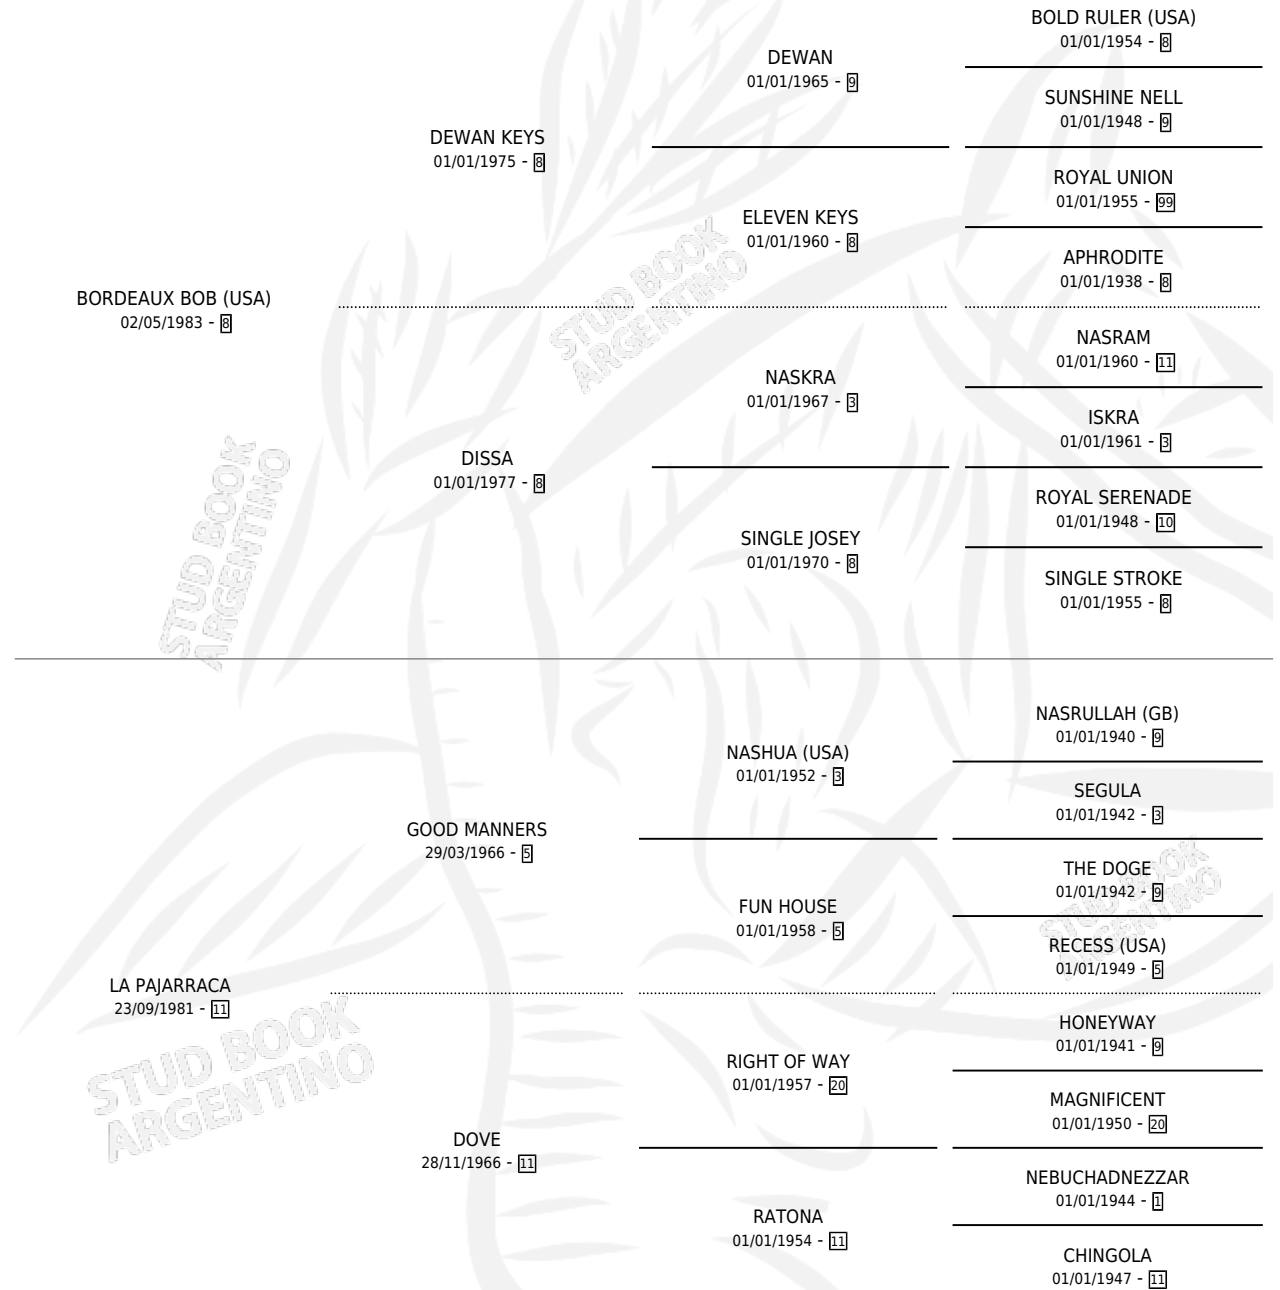 BOLD RULER (USA)
01/01/1954 - 8
DEWAN
01/01/1965 - 9
SUNSHINE NELL
01/01/1948 - 9
DEWAN KEYS
01/01/1975 - 8
ROYAL UNION
01/01/1955 - 99
ELEVEN KEYS
01/01/1960 - 8
APHRODITE
01/01/1938 - 8
BORDEAUX BOB (USA)
02/05/1983 - 8
STUD BOOK
ARGENTINO
NASRAM
01/01/1960 - 11
NASKRA
01/01/1967 - 3
ISKRA
01/01/1961 - 3
DISSA
01/01/1977 - 8
ROYAL SERENADE
01/01/1948 - 10
SINGLE JOSEY
01/01/1970 - 8
SINGLE STROKE
01/01/1955 - 8
STUD BOOK
ARGENTINO
NASRULLAH (GB)
01/01/1940 - 9
NASHUA (USA)
01/01/1952 - 3
SEGULA
01/01/1942 - 3
GOOD MANNERS
29/03/1966 - 5
THE DOGE
01/01/1942 - 9
FUN HOUSE
01/01/1958 - 5
STUD BOOK
ARGENTINO
RECESS (USA)
01/01/1949 - 5
LA PAJARRACA
23/09/1981 - 11
HONEYWAY
01/01/1941 - 9
RIGHT OF WAY
01/01/1957 - 20
STUD BOOK
ARGENTINO
MAGNIFICENT
01/01/1950 - 20
DOVE
28/11/1966 - 11
NEBUCHADNEZZAR
01/01/1944 - 1
RATONA
01/01/1954 - 11
CHINGOLA
01/01/1947 - 11